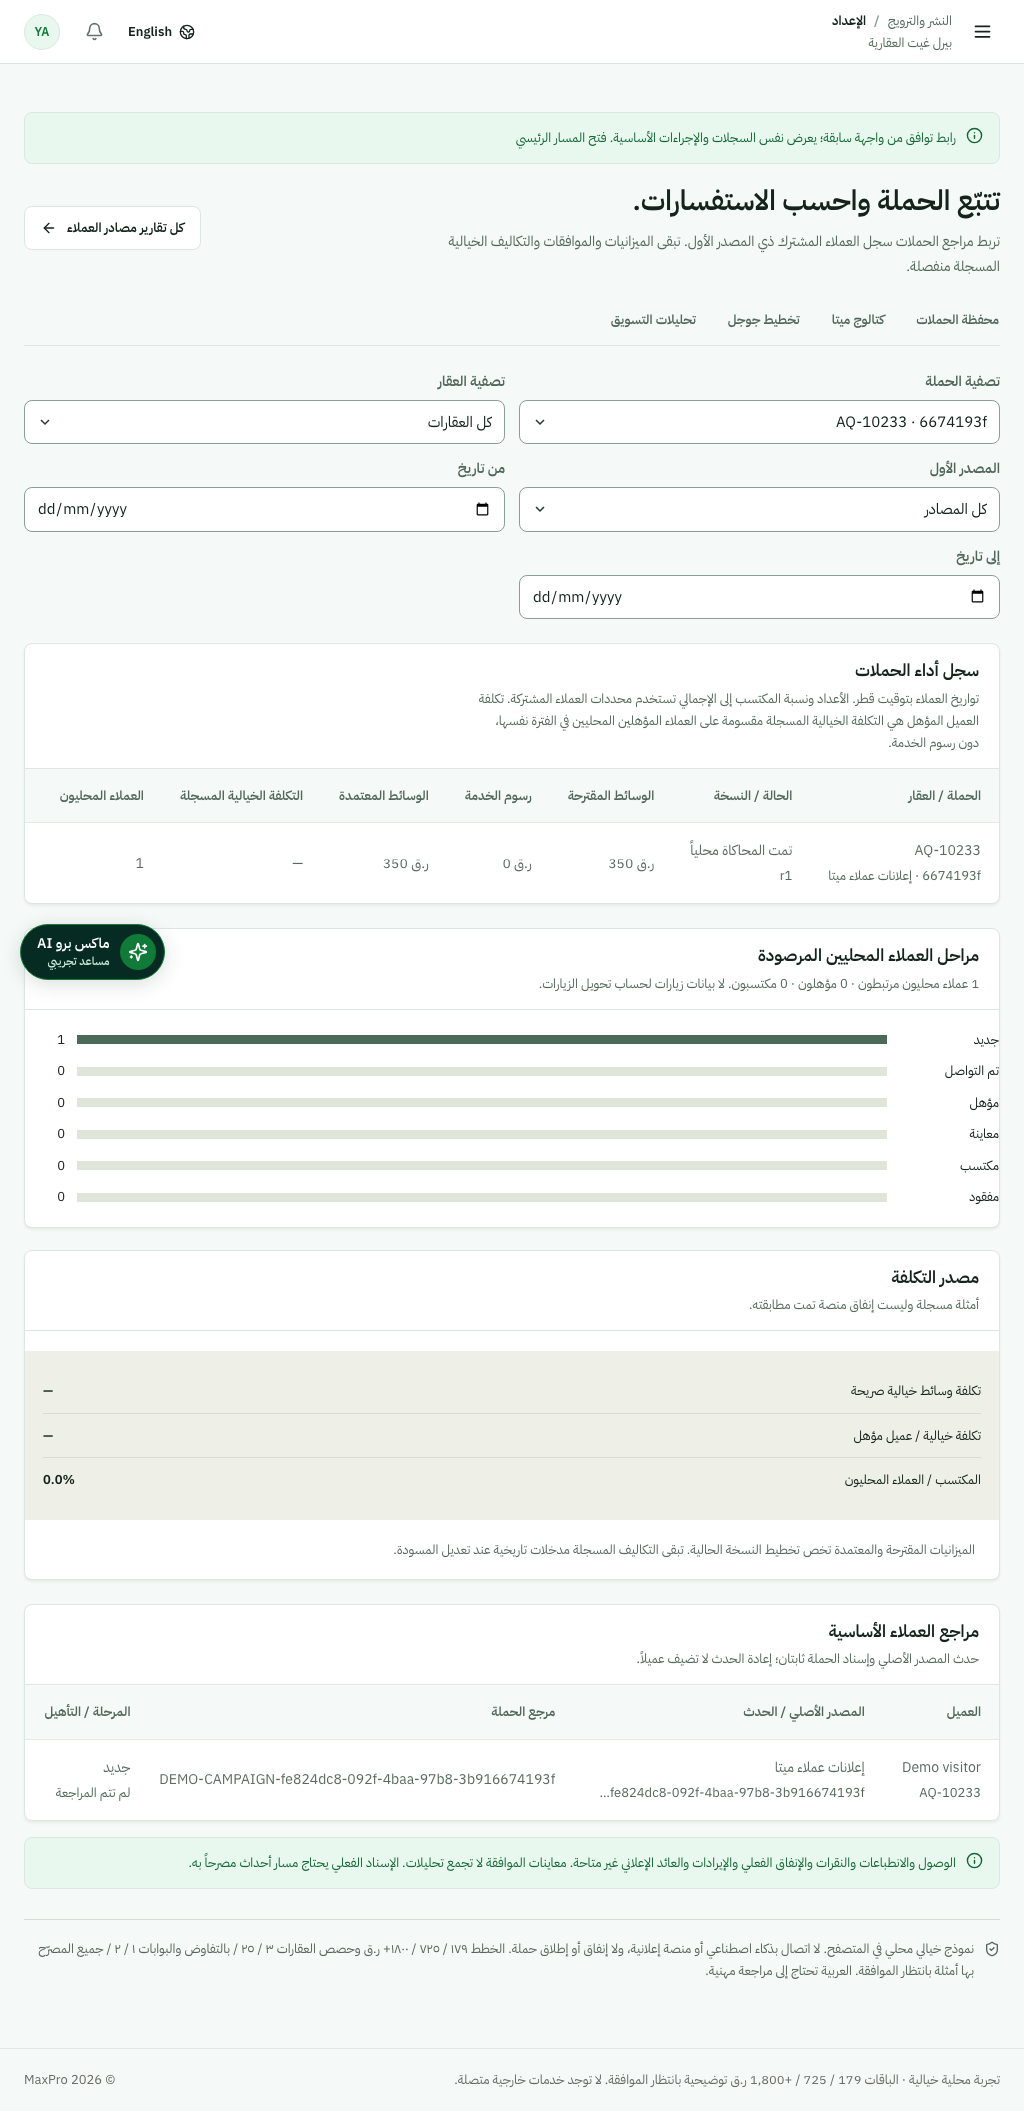 النشر والترويج / الإعداد
بيرل غيت العقارية
English
YA
رابط توافق من واجهة سابقة؛ يعرض نفس السجلات والإجراءات الأساسية. فتح المسار الرئيسي
تتبّع الحملة واحسب الاستفسارات.
تربط مراجع الحملات سجل العملاء المشترك ذي المصدر الأول. تبقى الميزانيات والموافقات والتكاليف الخيالية
المسجلة منفصلة.
كل تقارير مصادر العملاء
محفظة الحملات
كتالوج ميتا
تخطيط جوجل
تحليلات التسويق
تصفية الحملة
تصفية العقار
AQ-10233 · 6674193f
كل العقارات
المصدر الأول
من تاريخ
كل المصادر
dd/mm/yyyy
إلى تاريخ
dd/mm/yyyy
سجل أداء الحملات
تواريخ العملاء بتوقيت قطر. الأعداد ونسبة المكتسب إلى الإجمالي تستخدم محددات العملاء المشتركة. تكلفة
العميل المؤهل هي التكلفة الخيالية المسجلة مقسومة على العملاء المؤهلين المحليين في الفترة نفسها،
دون رسوم الخدمة.
الحملة / العقار
الحالة / النسخة
الوسائط المقترحة
رسوم الخدمة
الوسائط المعتمدة
التكلفة الخيالية المسجلة
العملاء المحليون
AQ-10233
6674193f · إعلانات عملاء ميتا
تمت المحاكاة محلياً
r1
ر.ق 350
ر.ق 0
ر.ق 350
—
1
ماكس برو AI
مساعد تجريبي
مراحل العملاء المحليين المرصودة
1 عملاء محليون مرتبطون · 0 مؤهلون · 0 مكتسبون. لا بيانات زيارات لحساب تحويل الزيارات.
جديد 1
تم التواصل 0
مؤهل 0
معاينة 0
مكتسب 0
مفقود 0
مصدر التكلفة
أمثلة مسجلة وليست إنفاق منصة تمت مطابقته.
تكلفة وسائط خيالية صريحة —
تكلفة خيالية / عميل مؤهل —
المكتسب / العملاء المحليون 0.0%
الميزانيات المقترحة والمعتمدة تخص تخطيط النسخة الحالية. تبقى التكاليف المسجلة مدخلات تاريخية عند تعديل المسودة.
مراجع العملاء الأساسية
حدث المصدر الأصلي وإسناد الحملة ثابتان؛ إعادة الحدث لا تضيف عميلاً.
العميل
المصدر الأصلي / الحدث
مرجع الحملة
المرحلة / التأهيل
Demo visitor
AQ-10233
إعلانات عملاء ميتا
fe824dc8-092f-4baa-97b8-3b916674193f…
DEMO-CAMPAIGN-fe824dc8-092f-4baa-97b8-3b916674193f
جديد
لم تتم المراجعة
الوصول والانطباعات والنقرات والإنفاق الفعلي والإيرادات والعائد الإعلاني غير متاحة. معاينات الموافقة لا تجمع تحليلات. الإسناد الفعلي يحتاج مسار أحداث مصرحاً به.
نموذج خيالي محلي في المتصفح. لا اتصال بذكاء اصطناعي أو منصة إعلانية، ولا إنفاق أو إطلاق حملة. الخطط ١٧٩ / ٧٢٥ / ١٨٠٠+ ر.ق وحصص العقارات ٣ / ٢٥ / بالتفاوض والبوابات ١ / ٢ / جميع المصرّح
بها أمثلة بانتظار الموافقة. العربية تحتاج إلى مراجعة مهنية.
تجربة محلية خيالية · الباقات 179 / 725 / +1,800 ر.ق توضيحية بانتظار الموافقة. لا توجد خدمات خارجية متصلة.
© 2026 MaxPro